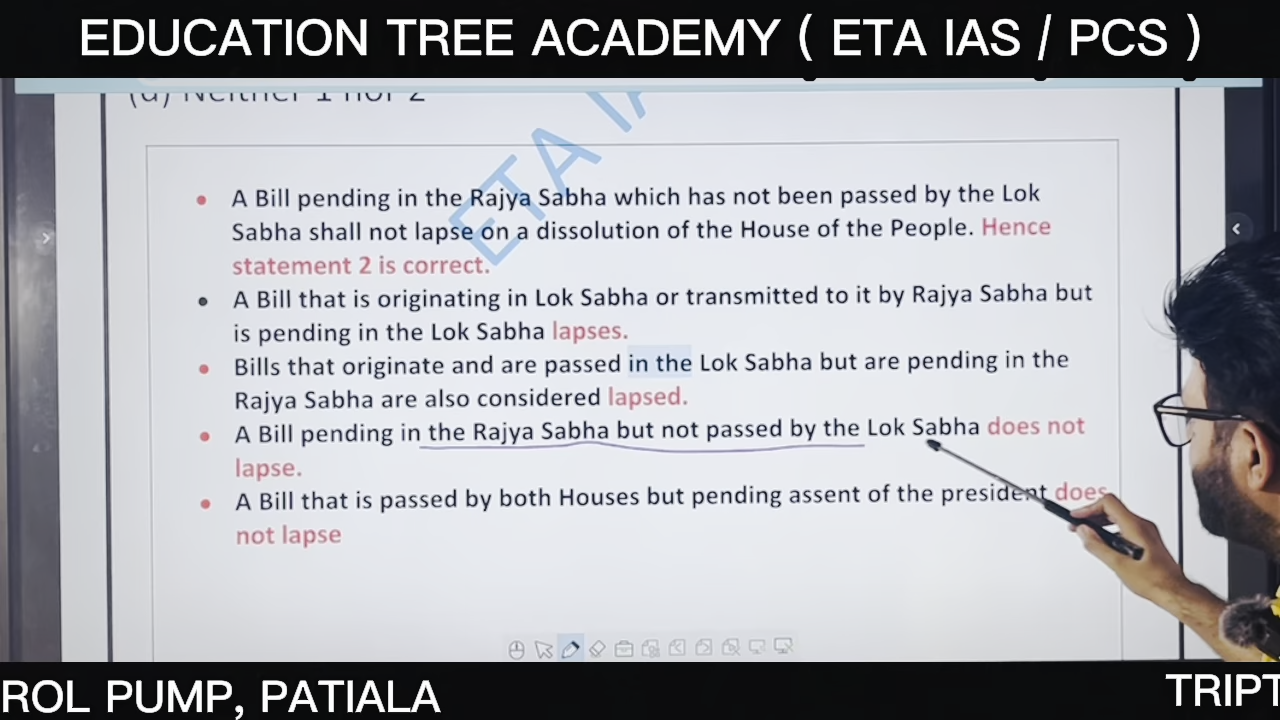 EDUCATION TREE ACADEMY ( ETA IAS / PCS )
(d) Neither 1 nor 2
ETA IA
• A Bill pending in the Rajya Sabha which has not been passed by the Lok
Sabha shall not lapse on a dissolution of the House of the People. Hence
statement 2 is correct.
• A Bill that is originating in Lok Sabha or transmitted to it by Rajya Sabha but
is pending in the Lok Sabha lapses.
• Bills that originate and are passed in the Lok Sabha but are pending in the
Rajya Sabha are also considered lapsed.
• A Bill pending in the Rajya Sabha but not passed by the Lok Sabha does not
lapse.
• A Bill that is passed by both Houses but pending assent of the president does
not lapse
ROL PUMP, PATIALA
TRIPT